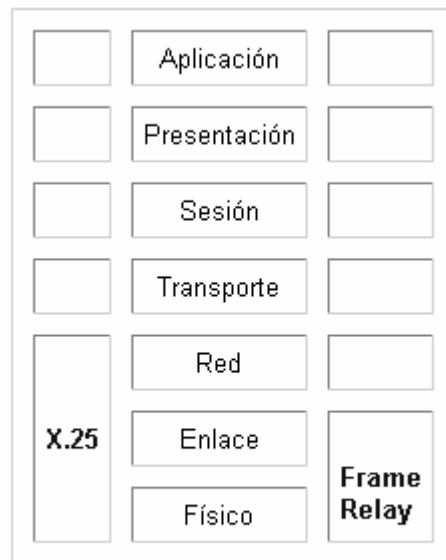 Aplicación
Presentación
Sesión
Transporte
Red
X.25
Enlace
Frame
Relay
Físico